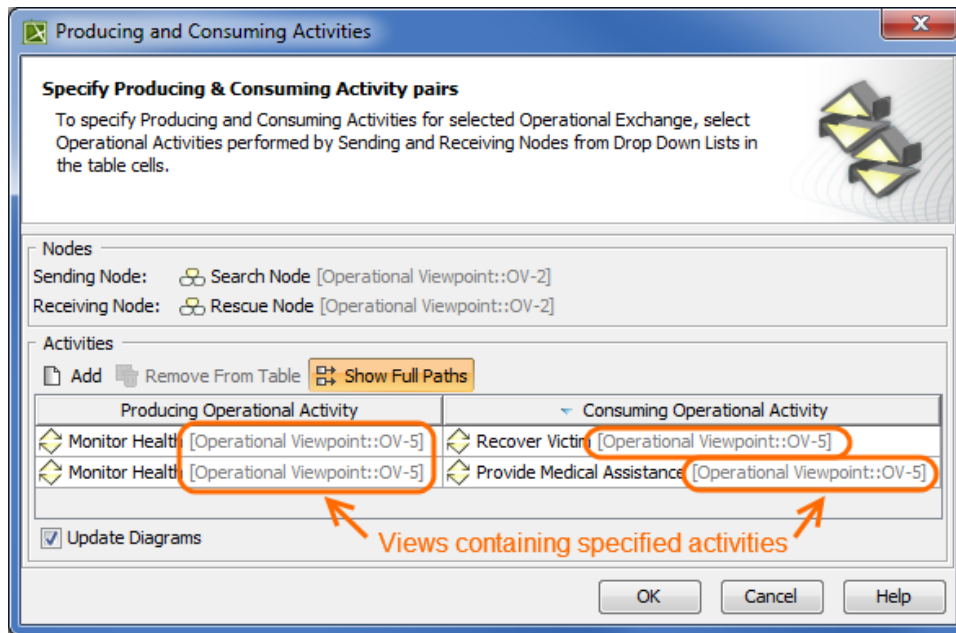 Producing and Consuming Activities
Specify Producing & Consuming Activity pairs
To specify Producing and Consuming Activities for selected Operational Exchange, select
Operational Activities performed by Sending and Receiving Nodes from Drop Down Lists in
the table cells.
Nodes
Sending Node: Search Node [Operational Viewpoint::OV-2]
Receiving Node: Rescue Node [Operational Viewpoint::OV-2]
Activities
Add Remove From Table Show Full Paths
Producing Operational Activity Consuming Operational Activity
Monitor Health [Operational Viewpoint::OV-5] Recover Victim [Operational Viewpoint::OV-5]
Monitor Health [Operational Viewpoint::OV-5] Provide Medical Assistance [Operational Viewpoint::OV-5]
Update Diagrams
Views containing specified activities
OK Cancel Help